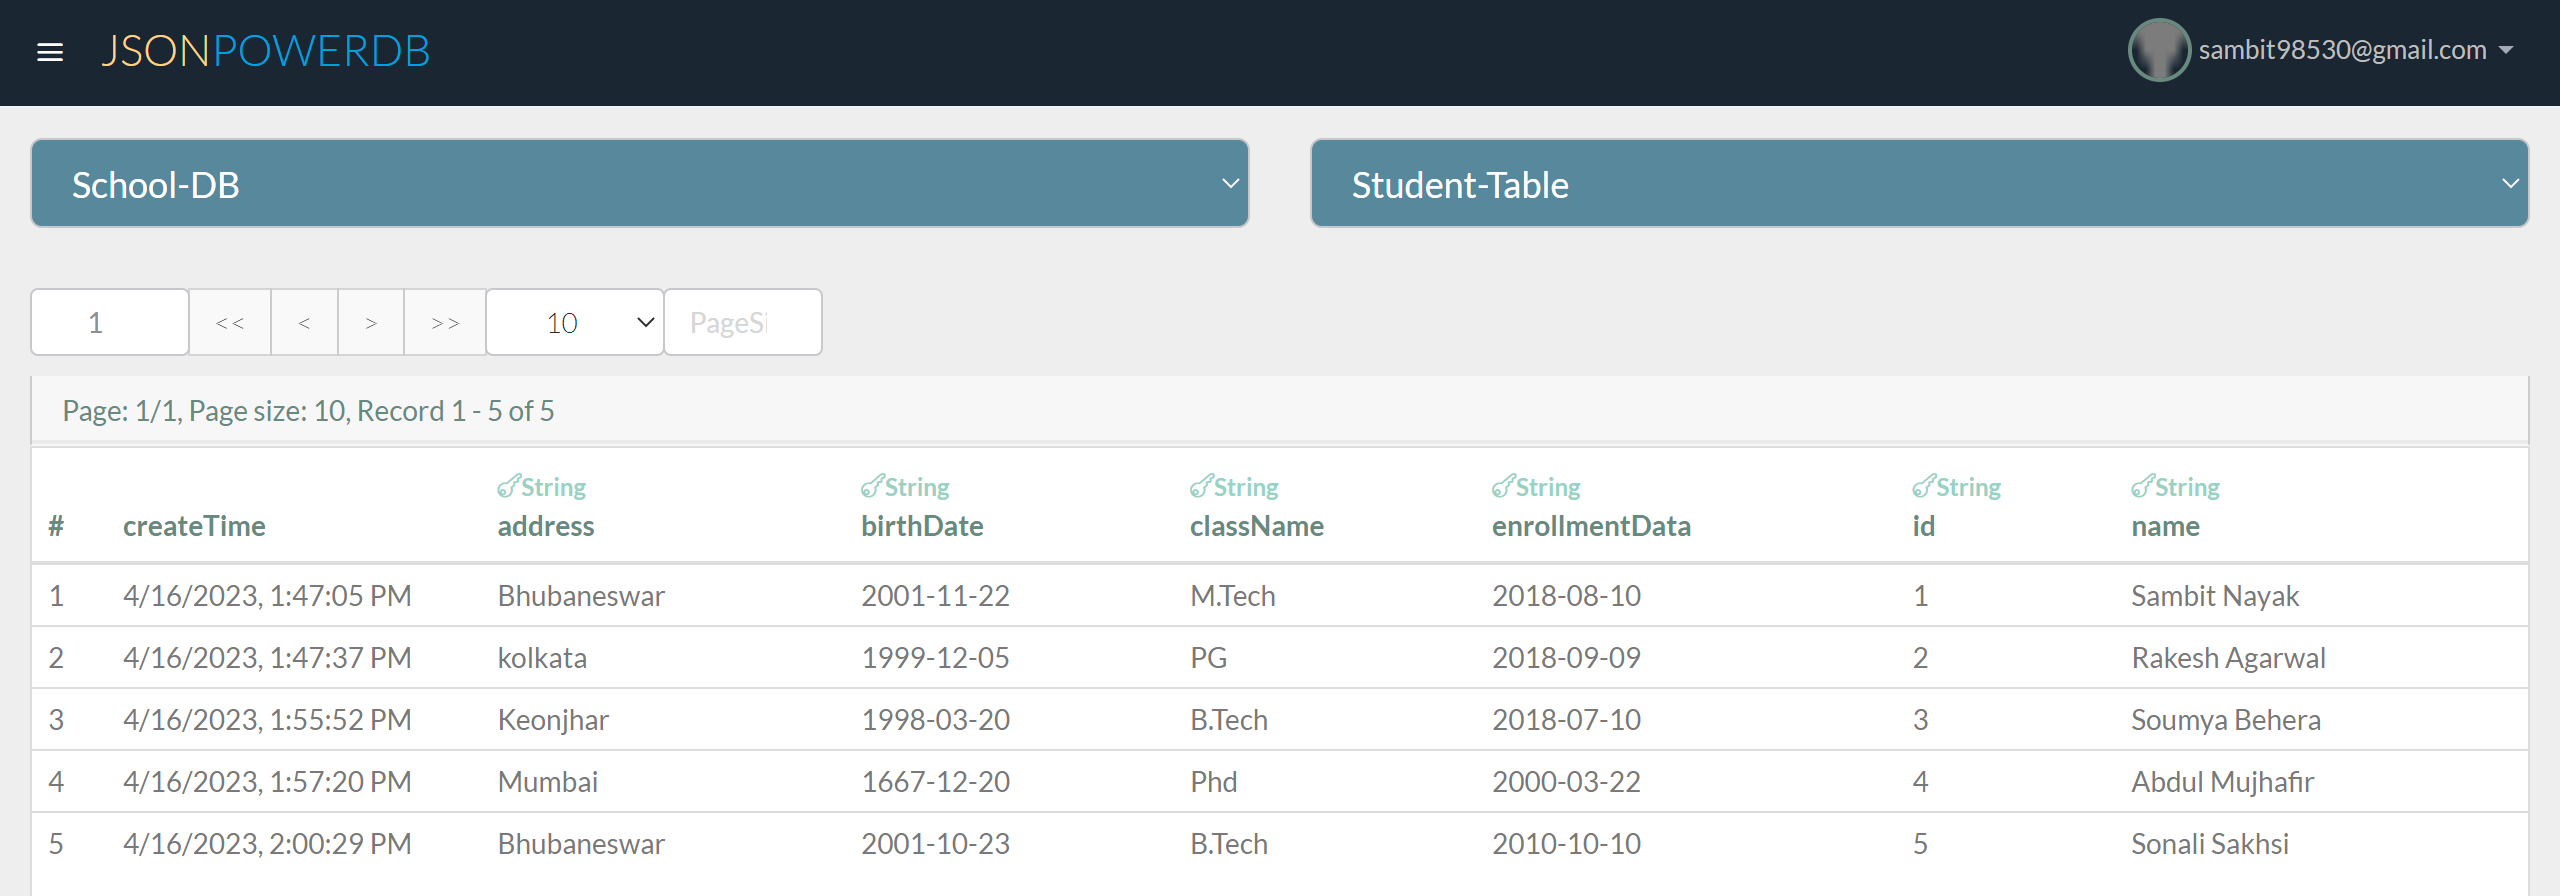 JSONPOWERDB sambit98530@gmail.com
School-DB Student-Table
1 << < > >> 10 PageSi
Page: 1/1, Page size: 10, Record 1 - 5 of 5
String String String String String String
# createTime address birthDate className enrollmentData id name
1 4/16/2023, 1:47:05 PM Bhubaneswar 2001-11-22 M.Tech 2018-08-10 1 Sambit Nayak
2 4/16/2023, 1:47:37 PM kolkata 1999-12-05 PG 2018-09-09 2 Rakesh Agarwal
3 4/16/2023, 1:55:52 PM Keonjhar 1998-03-20 B.Tech 2018-07-10 3 Soumya Behera
4 4/16/2023, 1:57:20 PM Mumbai 1667-12-20 Phd 2000-03-22 4 Abdul Mujhafir
5 4/16/2023, 2:00:29 PM Bhubaneswar 2001-10-23 B.Tech 2010-10-10 5 Sonali Sakhsi